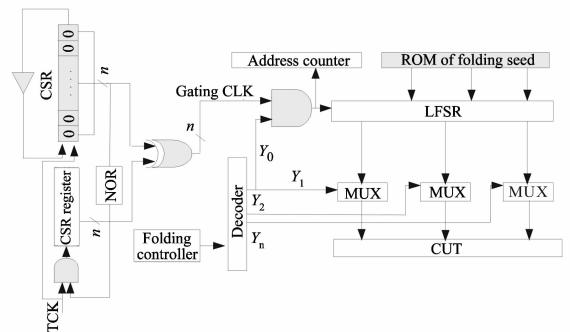 CSR
0 0
0 0
0 0
n
NOR
CSR register
n
TCK
n
Gating CLK
Address counter
ROM of folding seed
LFSR
Y0
Y1
Y2
Yn
Decoder
Folding
controller
MUX
MUX
MUX
CUT